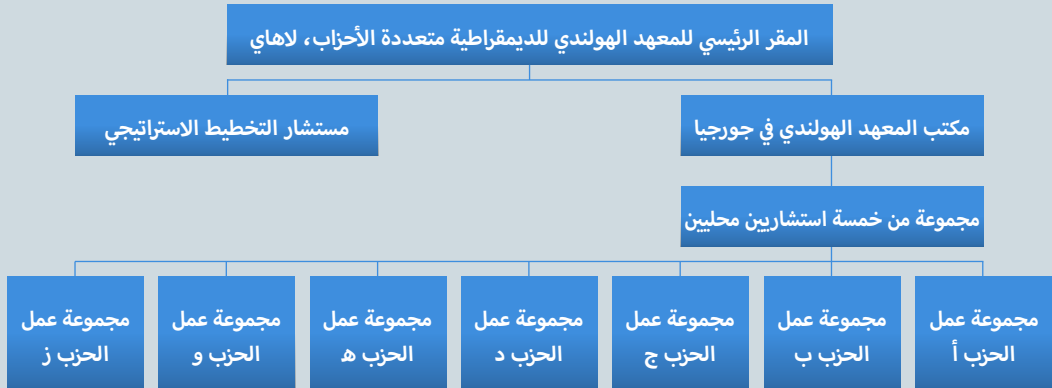 المقر الرئيسي للمعهد الهولندي للديمقراطية متعددة الأحزاب، لاهاي
مكتب المعهد الهولندي في جورجيا
مستشار التخطيط الاستراتيجي
مجموعة من خمسة استشاريين محليين
مجموعة عمل
الحزب أ
مجموعة عمل
الحزب ب
مجموعة عمل
الحزب ج
مجموعة عمل
الحزب د
مجموعة عمل
الحزب ه
مجموعة عمل
الحزب و
مجموعة عمل
الحزب ز